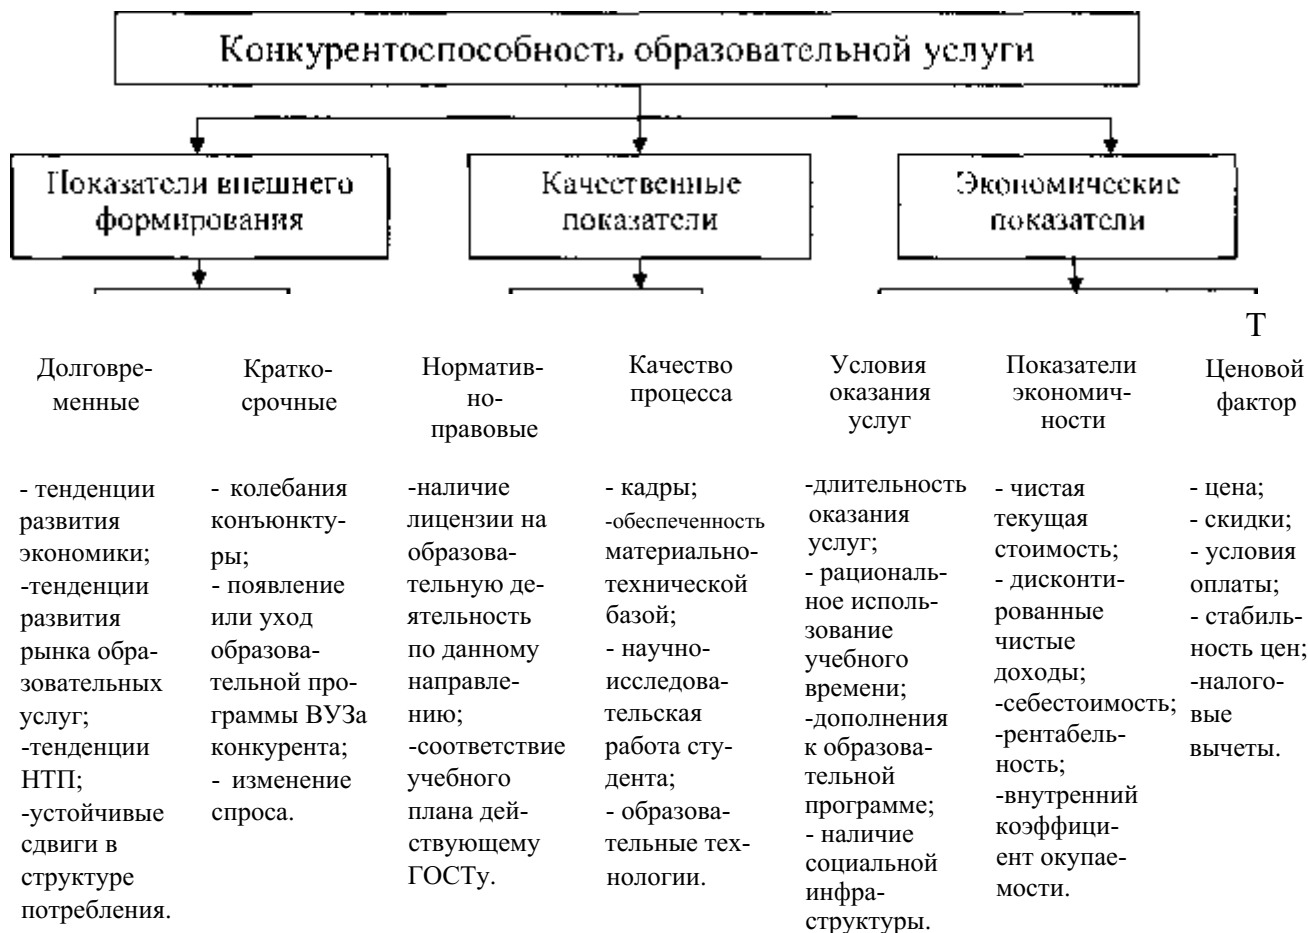 Конкурентоспособность образовательной услуги
Показатели внешнего
формирования
Качественные
показатели
Экономические
показатели
Т
Долговре-
менные
Кратко-
срочные
Норматив-
но-
правовые
Качество
процесса
Условия
оказания
услуг
Показатели
экономич-
ности
Ценовой
фактор
- тенденции
развития
экономики;
-тенденции
развития
рынка обра-
зовательных
услуг;
-тенденции
НТП;
-устойчивые
сдвиги в
структуре
потребления.
- колебания
конъюнкту-
ры;
- появление
или уход
образова-
тельной про-
граммы ВУЗа
конкурента;
- изменение
спроса.
-наличие
лицензии на
образова-
тельную де-
ятельность
по данному
направле-
нию;
-соответствие
учебного
плана дей-
ствующему
ГОСТу.
- кадры;
-обеспеченность
материально-
технической
базой;
- научно-
исследова-
тельская
работа сту-
дента;
- образова-
тельные тех-
нологии.
-длительность
оказания
услуг;
- рациональ-
ное исполь-
зование
учебного
времени;
-дополнения
к образова-
тельной
программе;
- наличие
социальной
инфра-
структуры.
- чистая
текущая
стоимость;
- дисконти-
рованные
чистые
доходы;
-себестоимость;
-рентабель-
ность;
-внутренний
коэффици-
ент окупае-
мости.
- цена;
- скидки;
- условия
оплаты;
- стабиль-
ность цен;
-налого-
вые
вычеты.